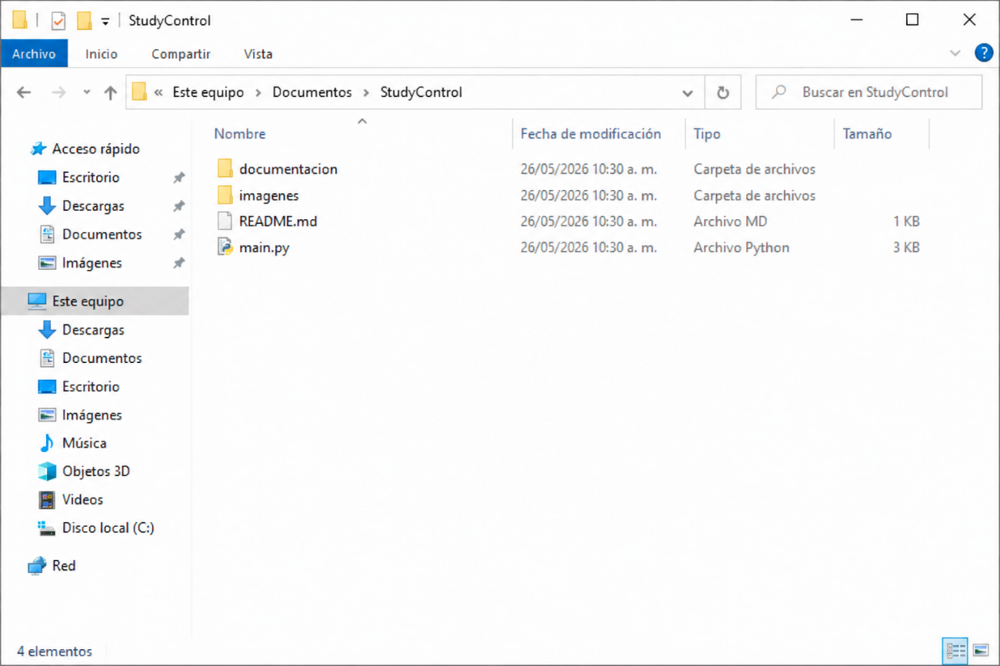 StudyControl
Archivo Inicio Compartir Vista ?
« Este equipo > Documentos > StudyControl Buscar en StudyControl
Nombre Fecha de modificación Tipo Tamaño
documentacion 26/05/2026 10:30 a. m. Carpeta de archivos
imagenes 26/05/2026 10:30 a. m. Carpeta de archivos
README.md 26/05/2026 10:30 a. m. Archivo MD 1 KB
main.py 26/05/2026 10:30 a. m. Archivo Python 3 KB
Acceso rápido
Escritorio
Descargas
Documentos
Imágenes
Este equipo
Descargas
Documentos
Escritorio
Imágenes
Música
Objetos 3D
Videos
Disco local (C:)
Red
4 elementos